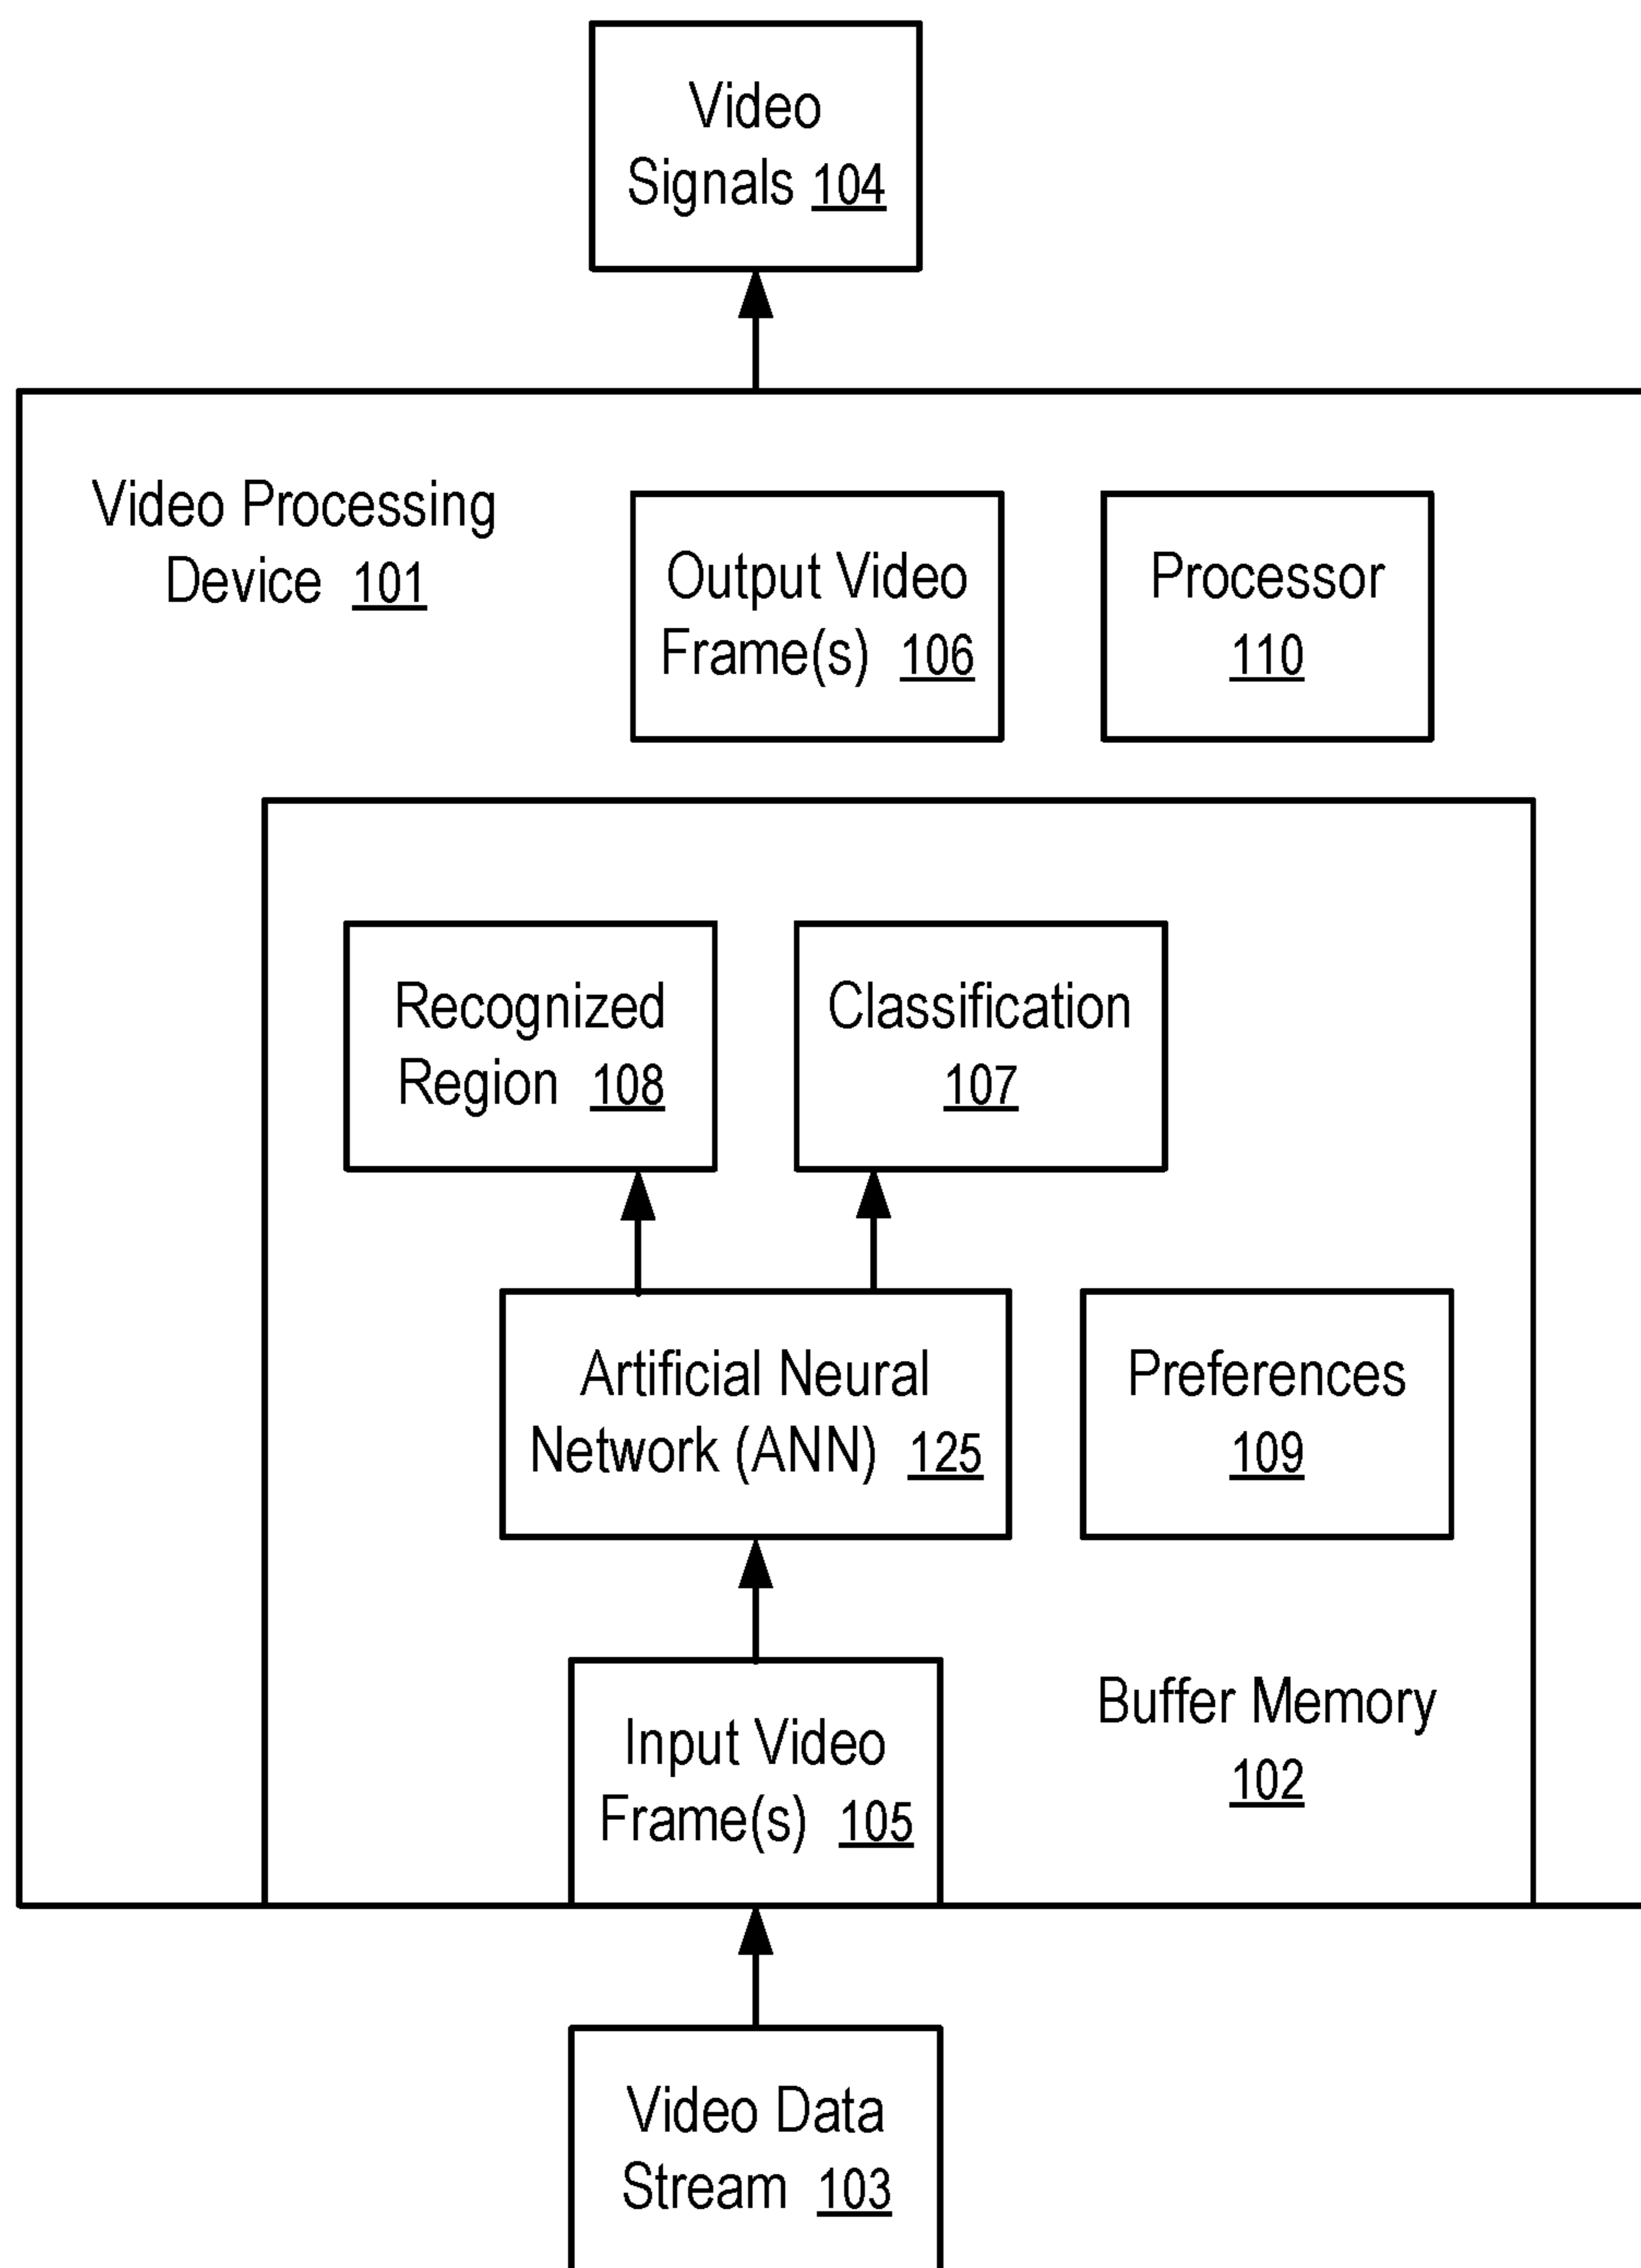 Video
Signals 104
Video Processing
Device 101
Output Video
Frame(s) 106
Processor
110
Recognized
Region 108
Classification
107
Artificial Neural
Network (ANN) 125
Preferences
109
Input Video
Frame(s) 105
Buffer Memory
102
Video Data
Stream 103